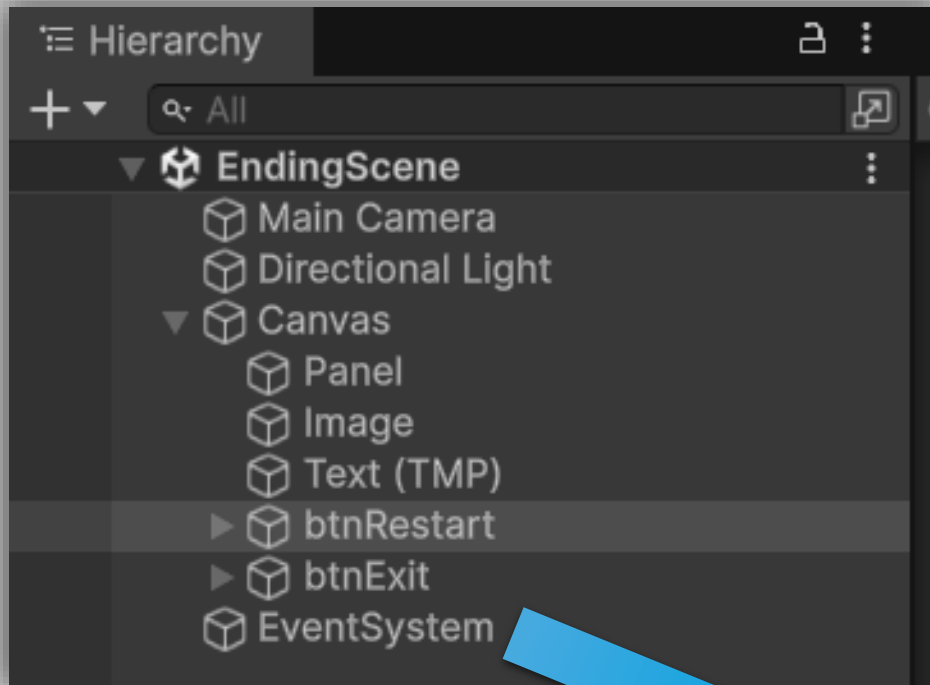 Hierarchy
All
EndingScene
Main Camera
Directional Light
Canvas
Panel
Image
Text (TMP)
btnRestart
btnExit
EventSystem